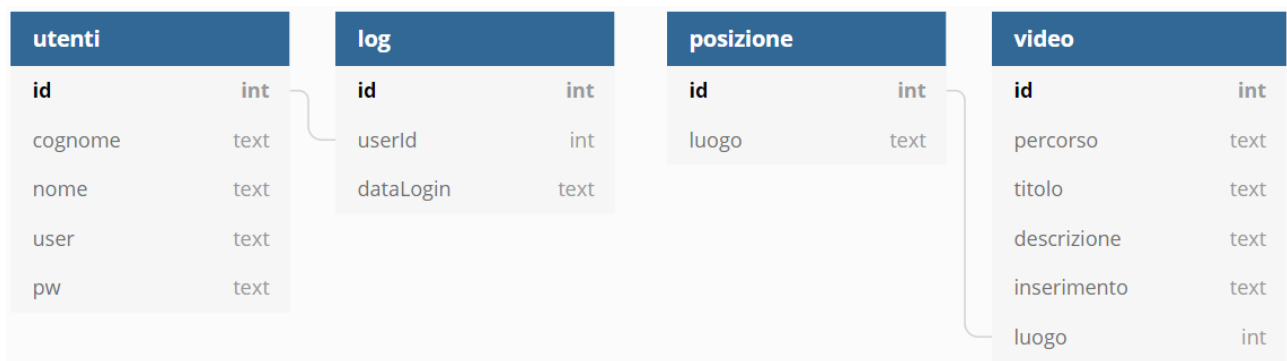 utenti
id int
cognome text
nome text
user text
pw text
log
id int
userId int
dataLogin text
posizione
id int
luogo text
video
id int
percorso text
titolo text
descrizione text
inserimento text
luogo int